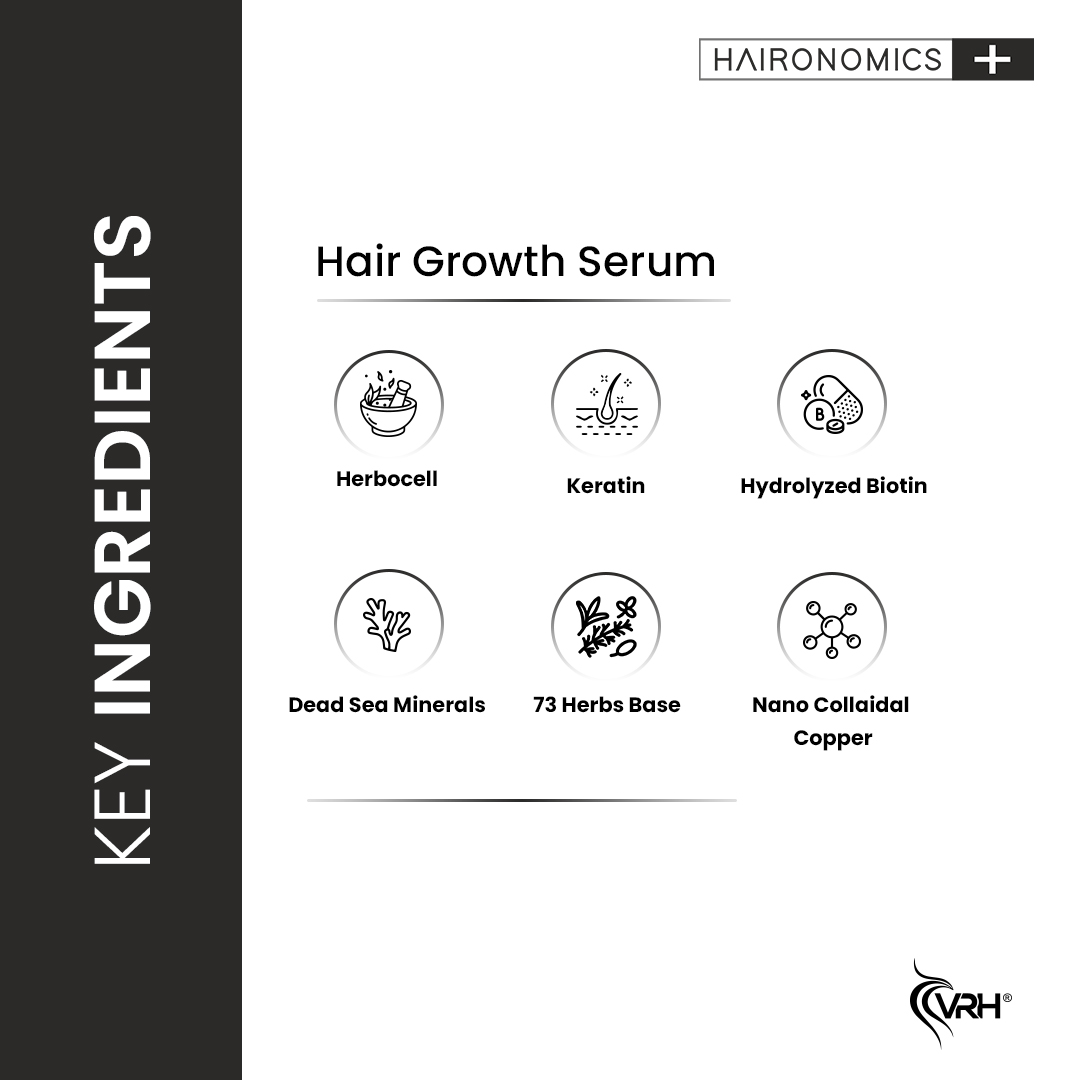 HAIRONOMICS +
KEY INGREDIENTS
Hair Growth Serum
B
Herbocell
Keratin
Hydrolyzed Biotin
Dead Sea Minerals
73 Herbs Base
Nano Collaidal
Copper
VRH®